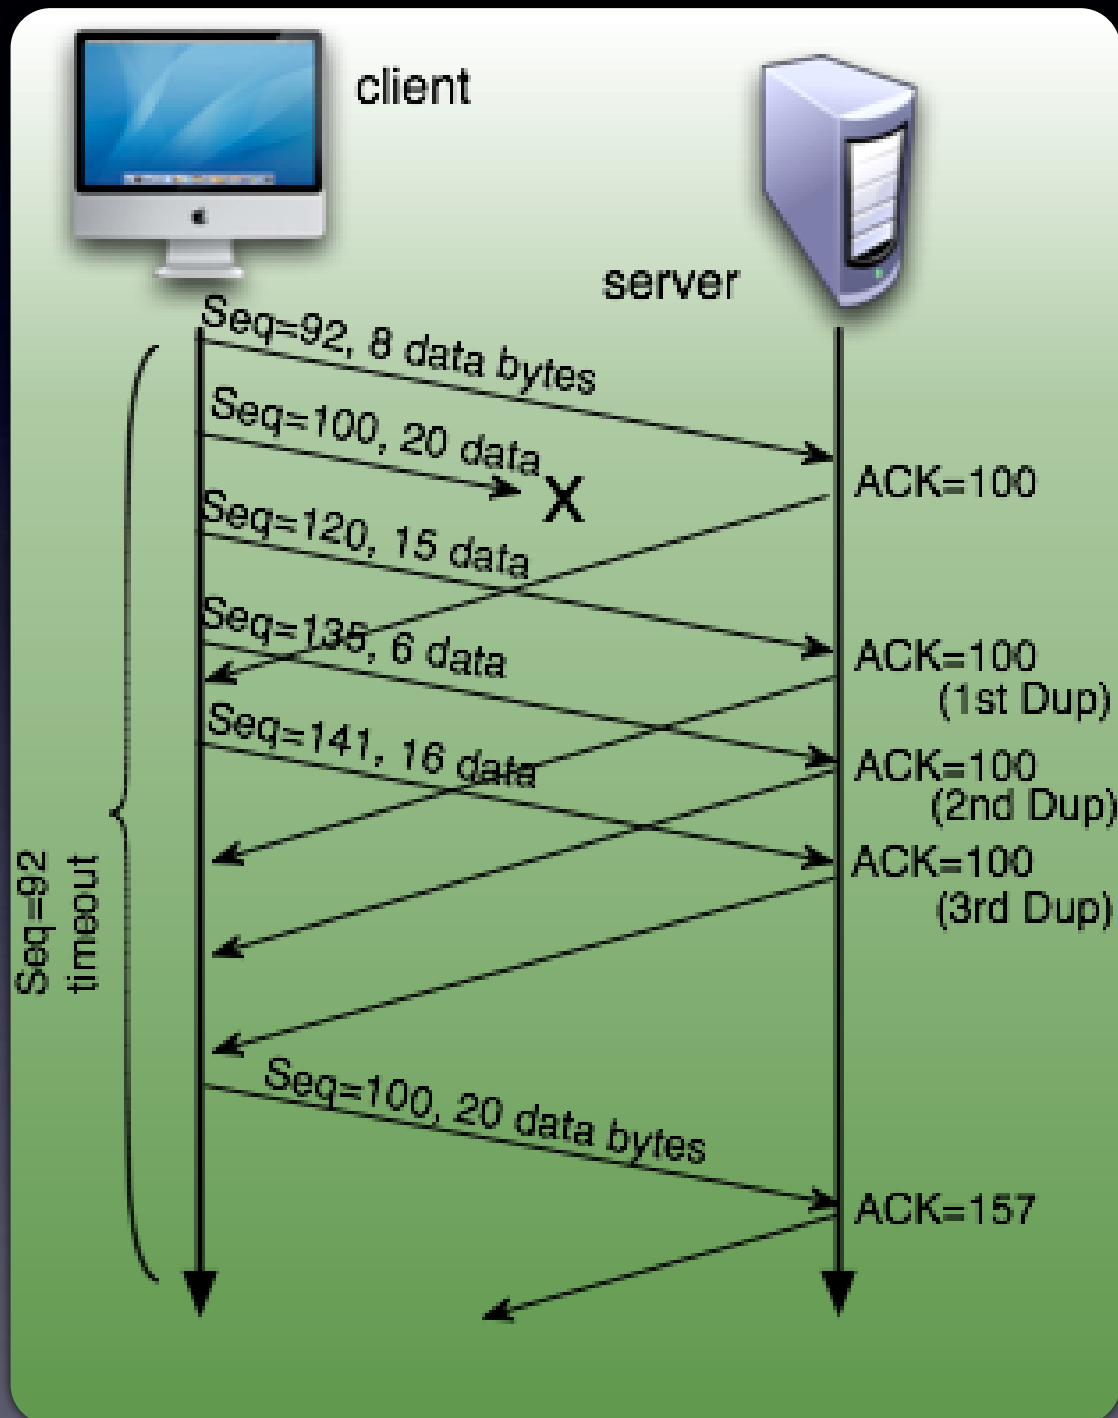 client
server
Seq=92, 8 data bytes
Seq=100, 20 data
X
ACK=100
Seq=120, 15 data
Seq=135, 6 data
ACK=100
(1st Dup)
Seq=141, 16 data
ACK=100
(2nd Dup)
ACK=100
(3rd Dup)
Seq=92
timeout
Seq=100, 20 data bytes
ACK=157